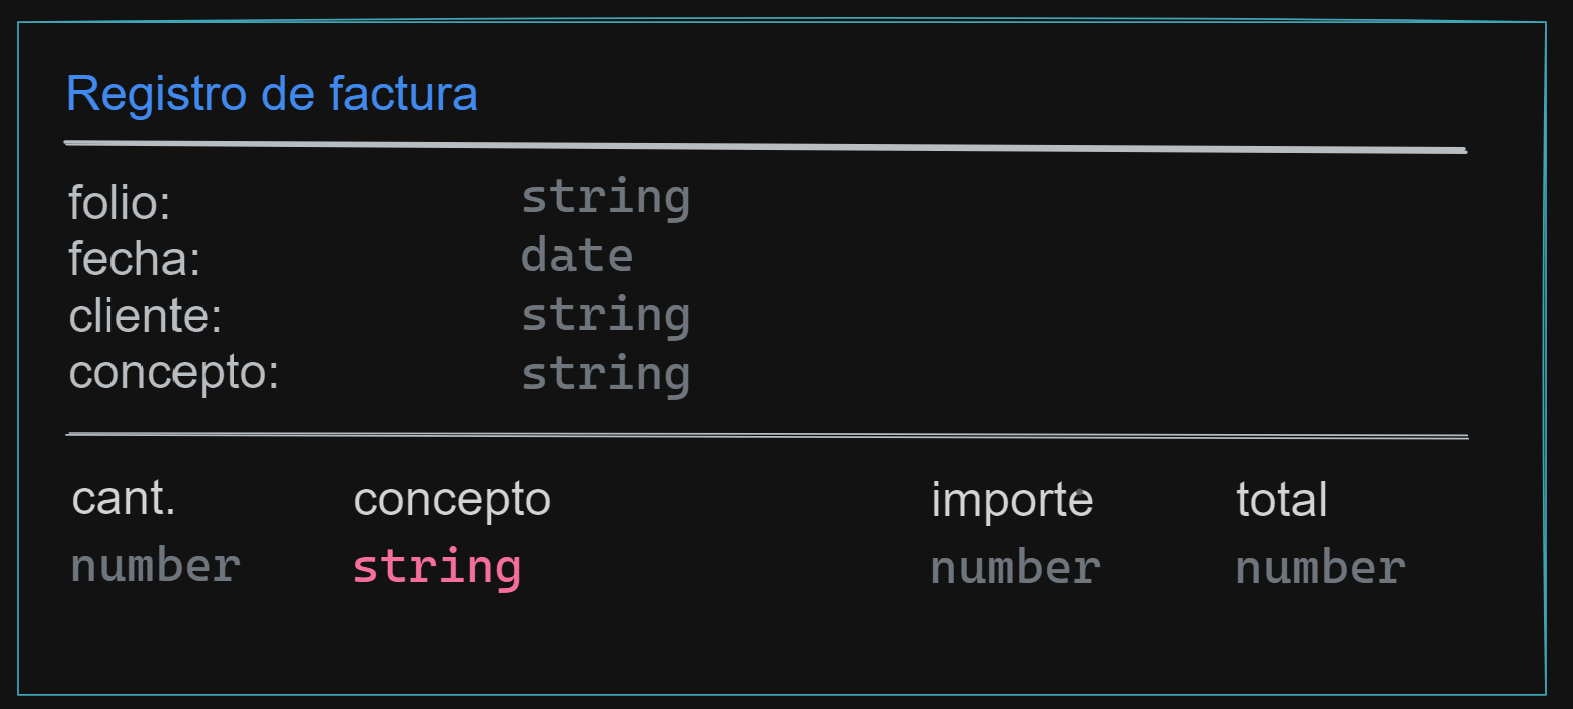 Registro de factura
folio: string
fecha: date
cliente: string
concepto: string
cant. concepto importe total
number string number number